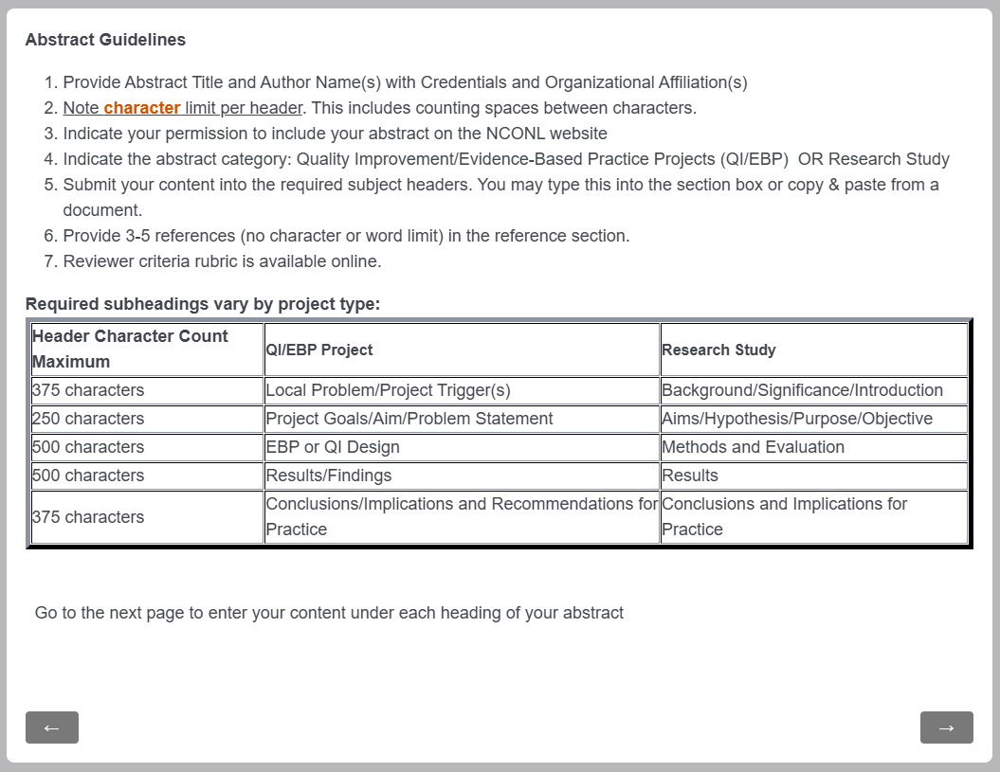 Abstract Guidelines
1. Provide Abstract Title and Author Name(s) with Credentials and Organizational Affiliation(s)
2. Note character limit per header. This includes counting spaces between characters.
3. Indicate your permission to include your abstract on the NCONL website
4. Indicate the abstract category: Quality Improvement/Evidence-Based Practice Projects (QI/EBP)  OR Research Study
5. Submit your content into the required subject headers. You may type this into the section box or copy & paste from a
document.
6. Provide 3-5 references (no character or word limit) in the reference section.
7. Reviewer criteria rubric is available online.
Required subheadings vary by project type:
Header Character Count
Maximum
QI/EBP Project
Research Study
375 characters
Local Problem/Project Trigger(s)
Background/Significance/Introduction
250 characters
Project Goals/Aim/Problem Statement
Aims/Hypothesis/Purpose/Objective
500 characters
EBP or QI Design
Methods and Evaluation
500 characters
Results/Findings
Results
375 characters
Conclusions/Implications and Recommendations for
Practice
Conclusions and Implications for
Practice
Go to the next page to enter your content under each heading of your abstract
← 
→